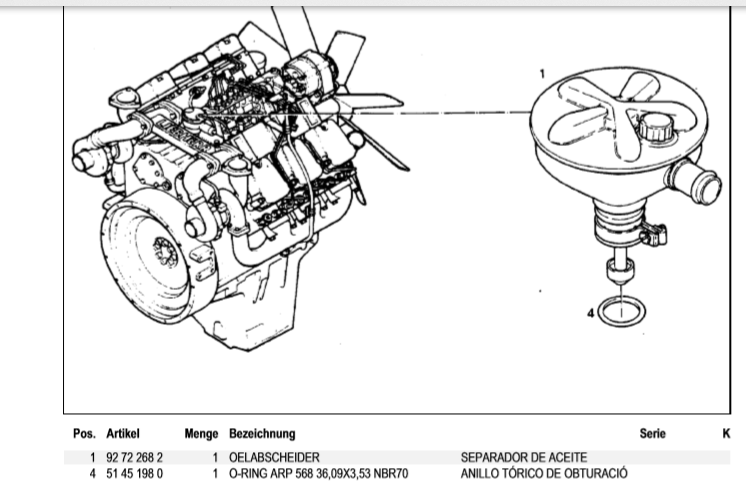 1
4
Pos. Artikel Menge Bezeichnung Serie K
1 92 72 268 2 1 OELABSCHEIDER SEPARADOR DE ACEITE
4 51 45 198 0 1 O-RING ARP 568 36,09X3,53 NBR70 ANILLO TÓRICO DE OBTURACIÓ